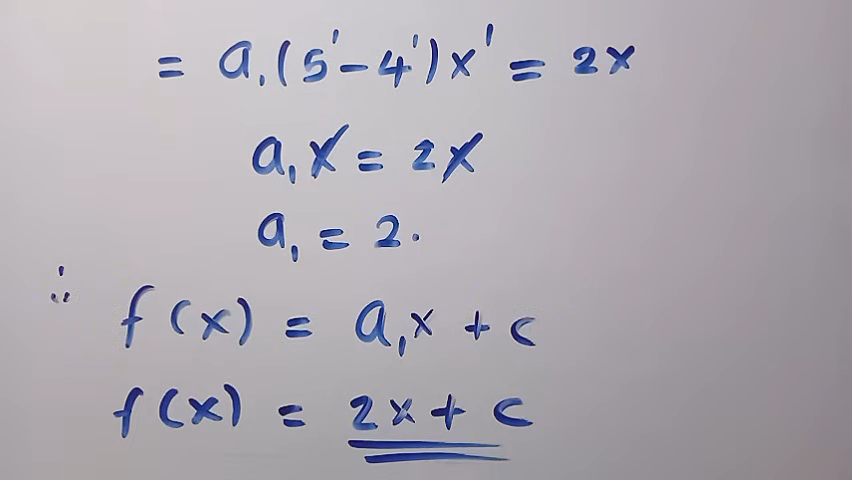 = a₁(5¹-4¹)x¹ = 2x
a₁x = 2x
a₁ = 2.
∴ f(x) = a₁x + c
f(x) = 2x + c